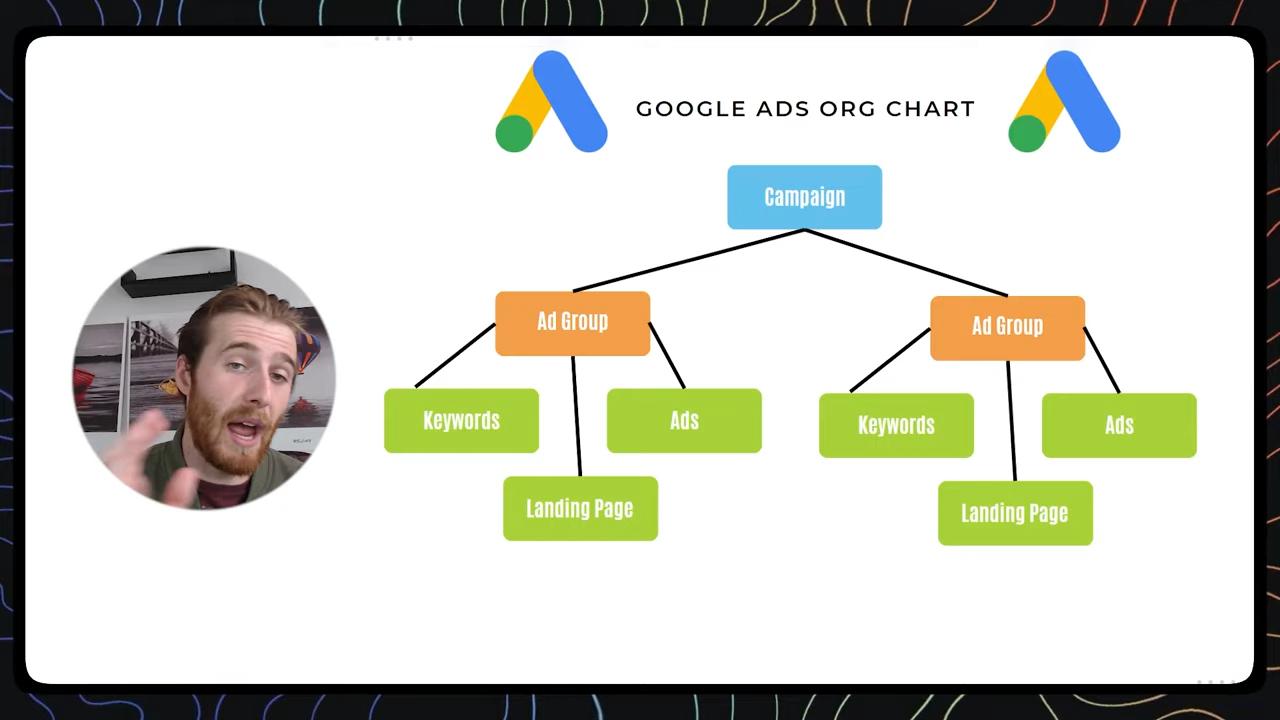 GOOGLE ADS ORG CHART
Campaign
Ad Group
Ad Group
Keywords
Ads
Keywords
Ads
Landing Page
Landing Page